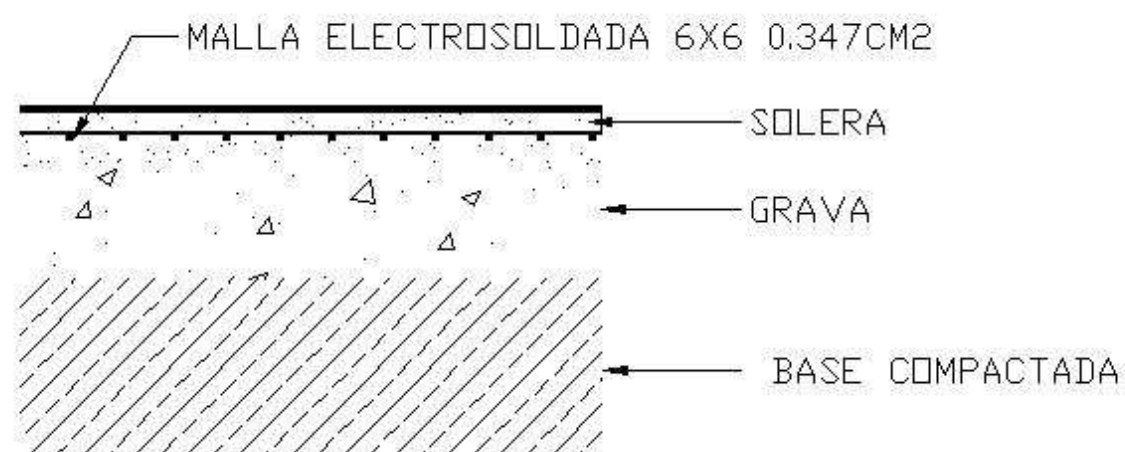 MALLA ELECTROSOLDADA 6X6 0.347CM2
SOLERA
GRAVA
BASE COMPACTADA